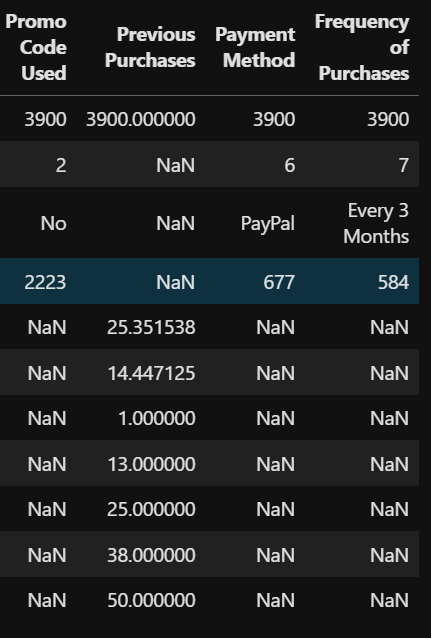 Promo Code Used Previous Purchases Payment Method Frequency of Purchases
3900 3900.000000 3900 3900
2 NaN 6 7
No NaN PayPal Every 3 Months
2223 NaN 677 584
NaN 25.351538 NaN NaN
NaN 14.447125 NaN NaN
NaN 1.000000 NaN NaN
NaN 13.000000 NaN NaN
NaN 25.000000 NaN NaN
NaN 38.000000 NaN NaN
NaN 50.000000 NaN NaN